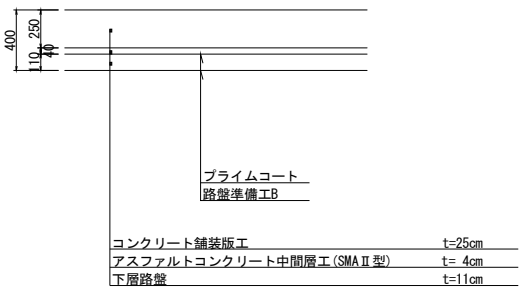 400
250
40
110
プライムコート
路盤準備工B
コンクリート舗装版工 t=25cm
アスファルトコンクリート中間層工(SMAⅡ型) t= 4cm
下層路盤 t=11cm